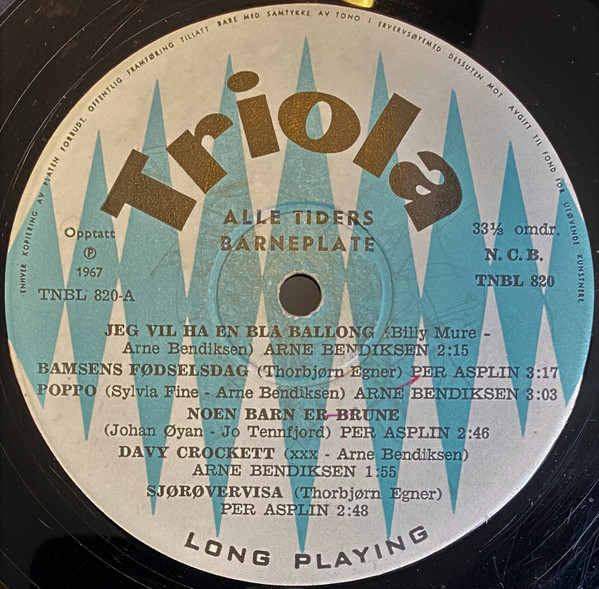 ENHVER KOPIERING AV PLATEN FORBUDT. OFFENTLIG FRAMFØRING TILLATT BARE MED SAMTYKKE AV TONO I ERVERVSØYEMED DESSUTEN MOT AVGIFT TIL FOND FOR UTØVENDE KUNSTNERE
Triola
ALLE TIDERS
BARNEPLATE
Opptatt
Ⓟ
1967
TNBL 820-A
33⅓ omdr.
N. C. B.
TNBL 820
JEG VIL HA EN BLA BALLONG (Billy Mure -
Arne Bendiksen) ARNE BENDIKSEN 2:15
BAMSENS FØDSELSDAG (Thorbjørn Egner) PER ASPLIN 3:17
POPPO (Sylvia Fine - Arne Bendiksen) ARNE BENDIKSEN 3:03
NOEN BARN ER BRUNE
(Johan Øyan - Jo Tennfjord) PER ASPLIN 2:46
DAVY CROCKETT (xxx - Arne Bendiksen)
ARNE BENDIKSEN 1:55
SJØRØVERVISA (Thorbjørn Egner)
PER ASPLIN 2:48
LONG PLAYING